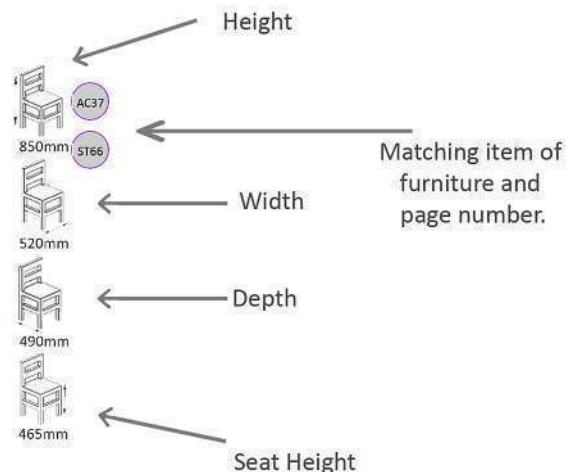 Height
AC37
850mm
ST66
Matching item of
furniture and
page number.
Width
520mm
Depth
490mm
465mm
Seat Height